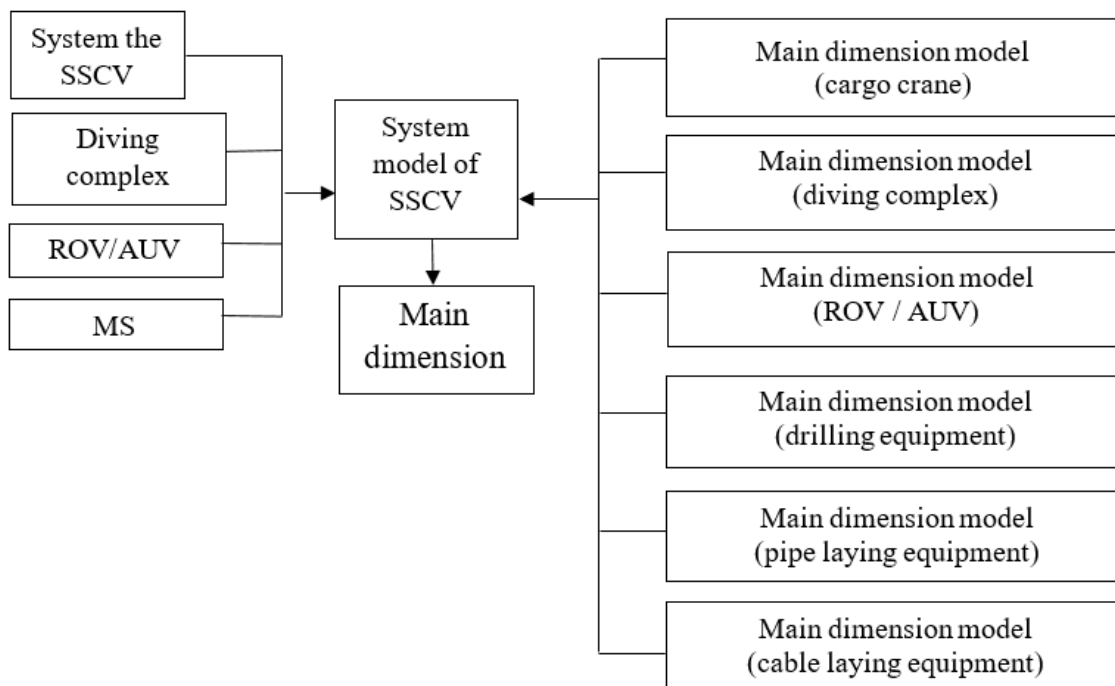 System the
SSCV
Diving
complex
ROV/AUV
MS
System
model of
SSCV
Main
dimension
Main dimension model
(cargo crane)
Main dimension model
(diving complex)
Main dimension model
(ROV / AUV)
Main dimension model
(drilling equipment)
Main dimension model
(pipe laying equipment)
Main dimension model
(cable laying equipment)